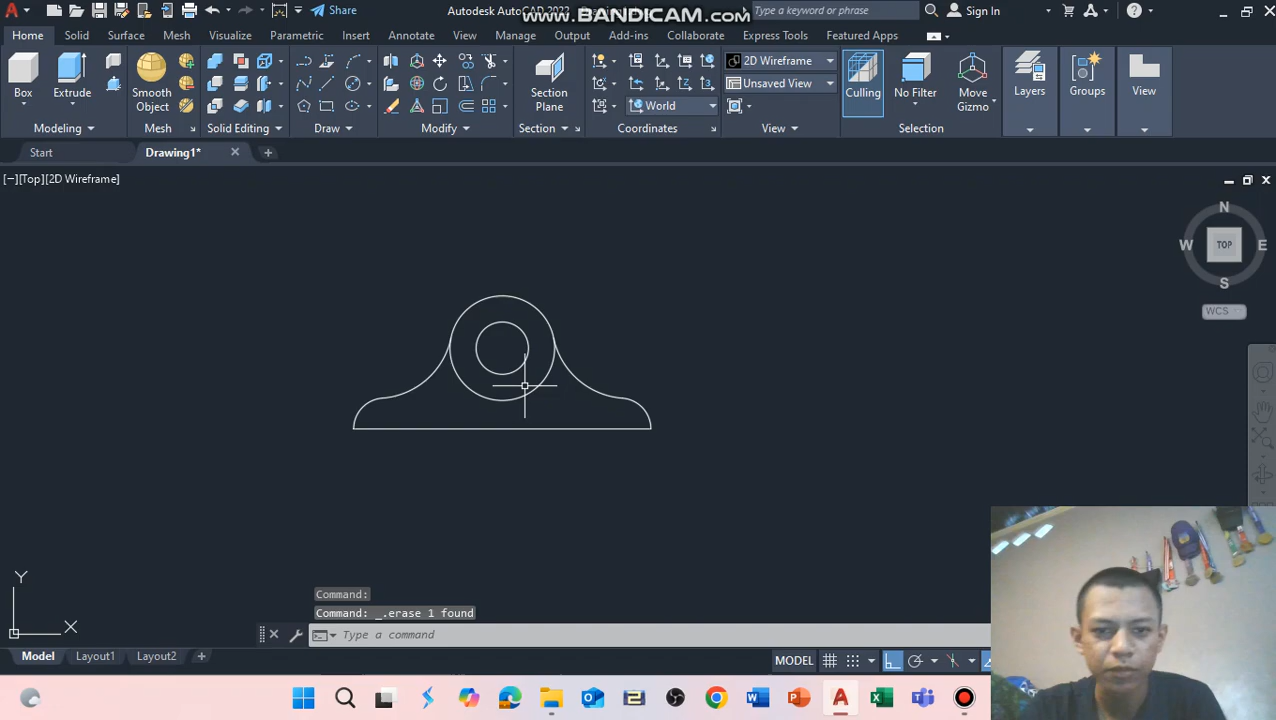 Share
Autodesk AutoCAD 2023
www.BANDICAM.com
Type a keyword or phrase
Sign In
Home Solid Surface Mesh Visualize Parametric Insert Annotate View Manage Output Add-ins Collaborate Express Tools Featured Apps
Box Extrude Smooth Object Section Plane World 2D Wireframe Unsaved View Culling No Filter Move Gizmo Layers Groups View
Modeling Mesh Solid Editing Draw Modify Section Coordinates View Selection
Start Drawing1*
[−][Top][2D Wireframe]
N
W TOP E
S
WCS
Y
X
Command:
Command: _.erase 1 found
Type a command
Model Layout1 Layout2
MODEL